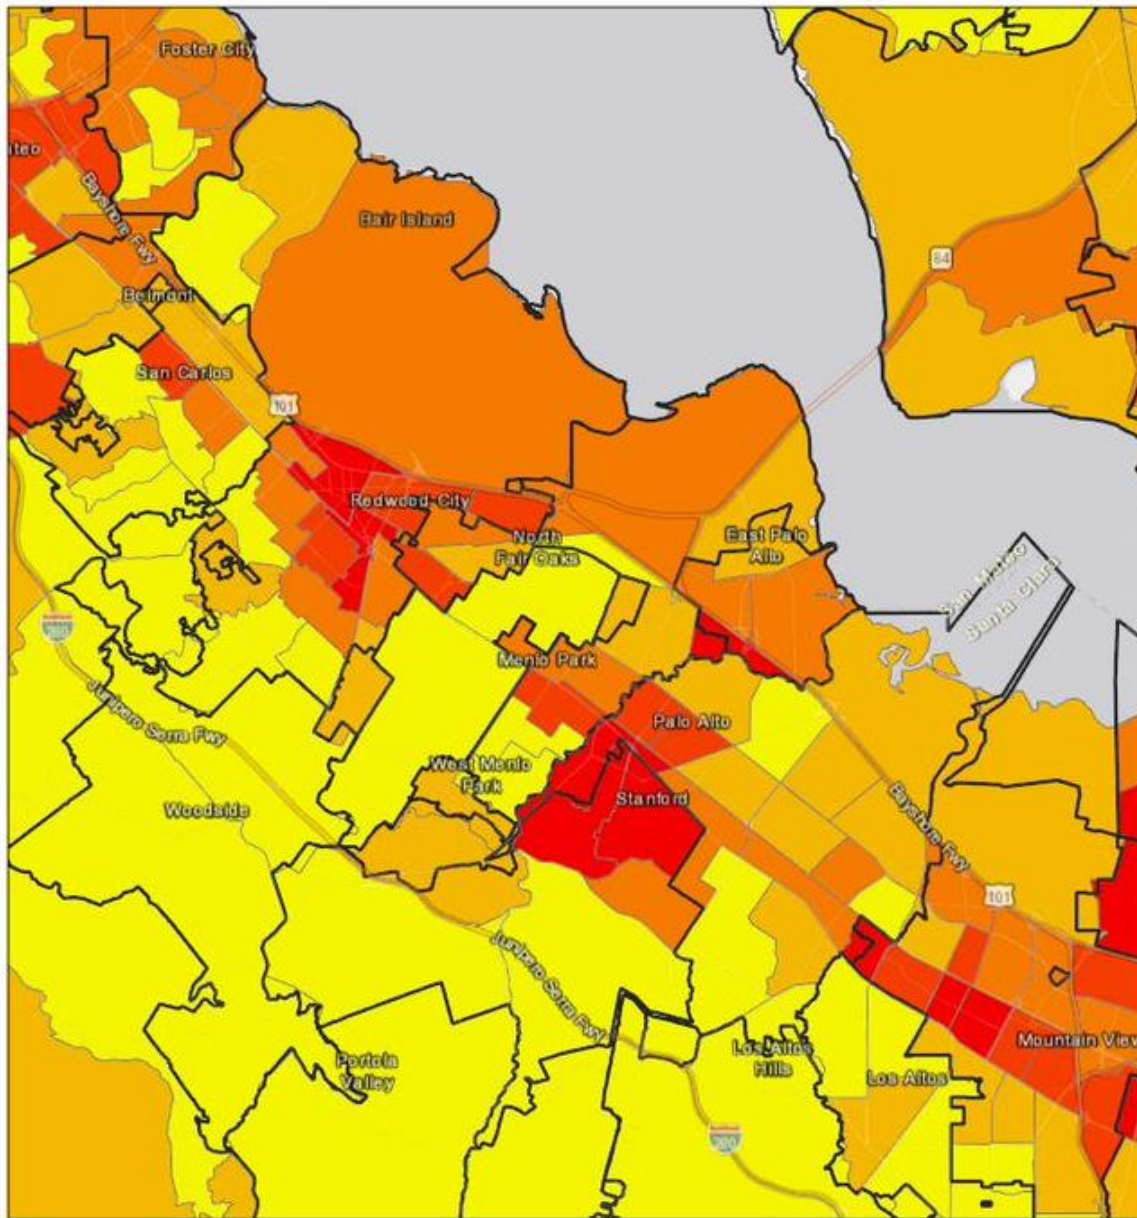 Foster City
ateo
Bayshore Fwy
Bair Island
84
Belmont
San Carlos
101
Redwood City
North
Fair Oaks
East Palo
Alto
San Mateo
Santa Clara
280
Menlo Park
Junipero Serra Fwy
Palo Alto
West Menlo
Park
Stanford
Woodside
Bayshore Fwy
101
Junipero Serra Fwy
Portola
Valley
Los Altos
Hills
Los Altos
Mountain View
280